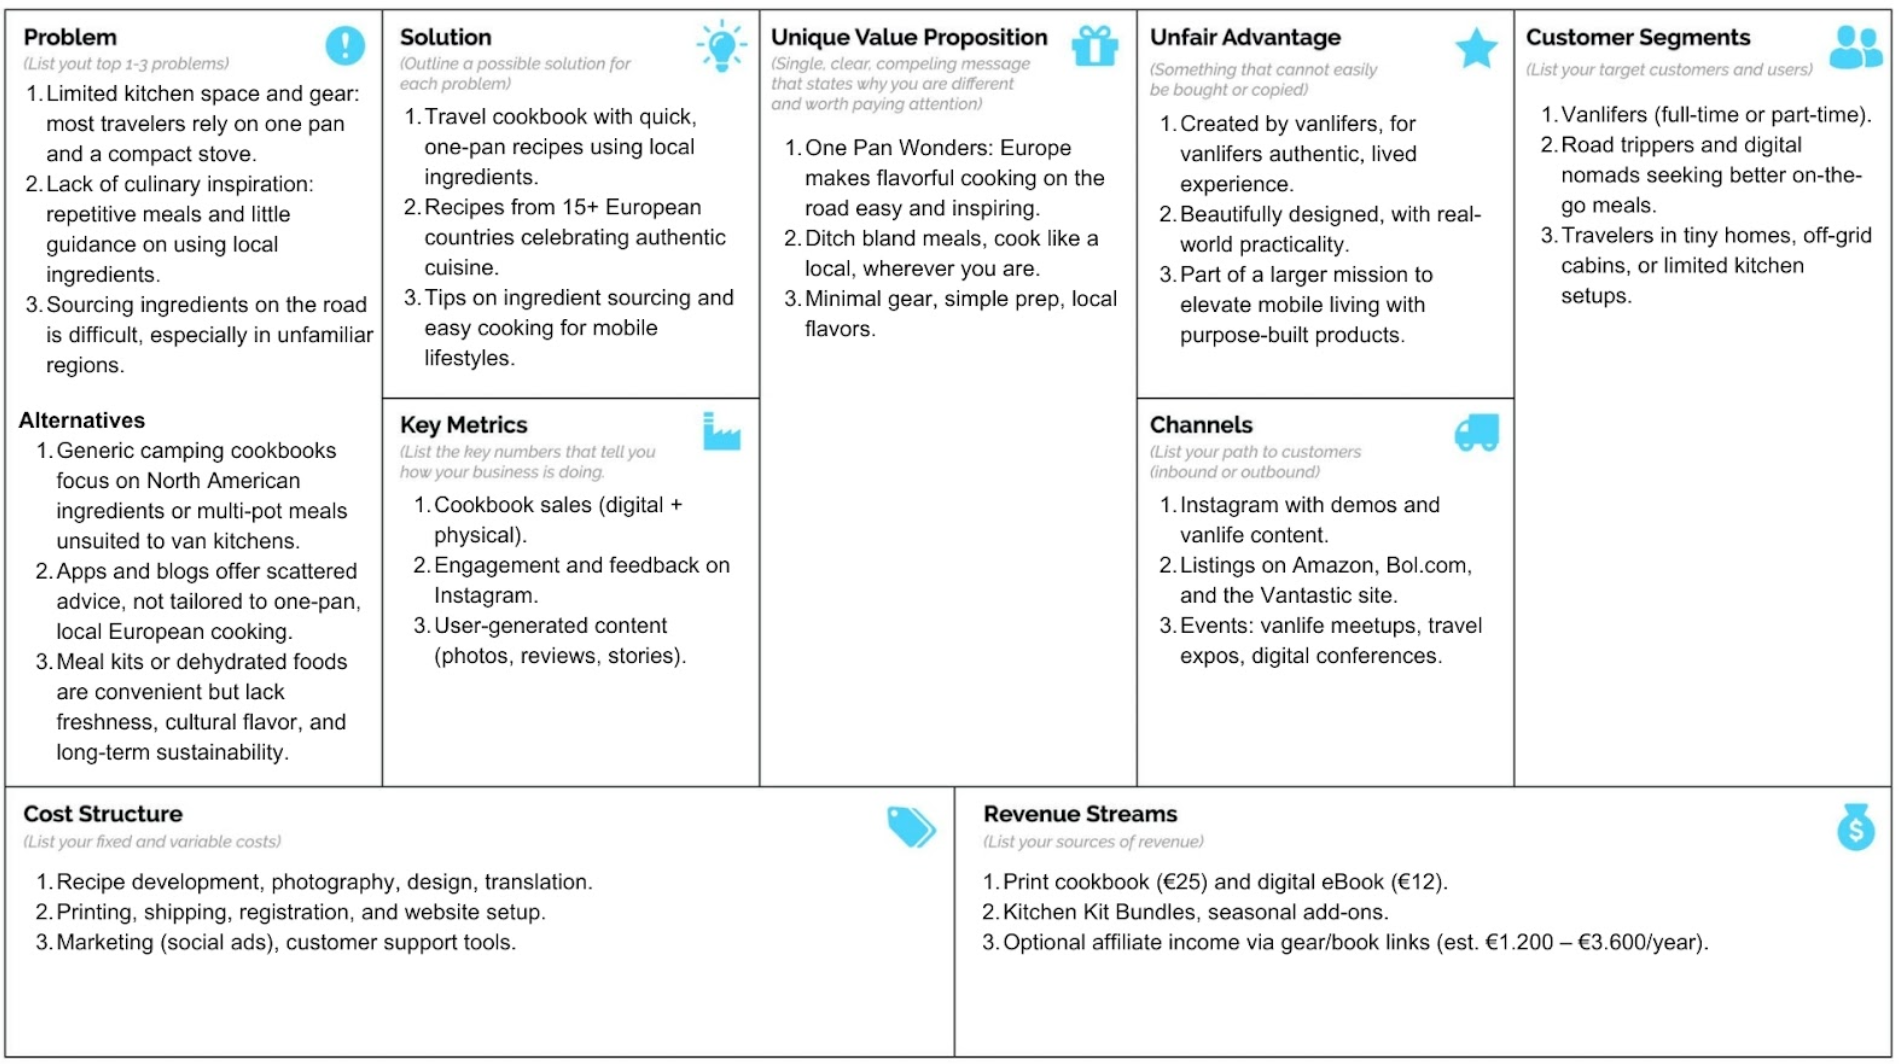 Problem
(List yout top 1-3 problems)
1. Limited kitchen space and gear:
most travelers rely on one pan
and a compact stove.
2. Lack of culinary inspiration:
repetitive meals and little
guidance on using local
ingredients.
3. Sourcing ingredients on the road
is difficult, especially in unfamiliar
regions.
Alternatives
1. Generic camping cookbooks
focus on North American
ingredients or multi-pot meals
unsuited to van kitchens.
2. Apps and blogs offer scattered
advice, not tailored to one-pan,
local European cooking.
3. Meal kits or dehydrated foods
are convenient but lack
freshness, cultural flavor, and
long-term sustainability.
Solution
(Outline a possible solution for
each problem)
1. Travel cookbook with quick,
one-pan recipes using local
ingredients.
2. Recipes from 15+ European
countries celebrating authentic
cuisine.
3. Tips on ingredient sourcing and
easy cooking for mobile
lifestyles.
Key Metrics
(List the key numbers that tell you
how your business is doing.
1. Cookbook sales (digital +
physical).
2. Engagement and feedback on
Instagram.
3. User-generated content
(photos, reviews, stories).
Unique Value Proposition
(Single, clear, compeling message
that states why you are different
and worth paying attention)
1. One Pan Wonders: Europe
makes flavorful cooking on the
road easy and inspiring.
2. Ditch bland meals, cook like a
local, wherever you are.
3. Minimal gear, simple prep, local
flavors.
Unfair Advantage
(Something that cannot easily
be bought or copied)
1. Created by vanlifers, for
vanlifers authentic, lived
experience.
2. Beautifully designed, with real-
world practicality.
3. Part of a larger mission to
elevate mobile living with
purpose-built products.
Channels
(List your path to customers
(inbound or outbound)
1. Instagram with demos and
vanlife content.
2. Listings on Amazon, Bol.com,
and the Vantastic site.
3. Events: vanlife meetups, travel
expos, digital conferences.
Customer Segments
(List your target customers and users)
1. Vanlifers (full-time or part-time).
2. Road trippers and digital
nomads seeking better on-the-
go meals.
3. Travelers in tiny homes, off-grid
cabins, or limited kitchen
setups.
Cost Structure
(List your fixed and variable costs)
1. Recipe development, photography, design, translation.
2. Printing, shipping, registration, and website setup.
3. Marketing (social ads), customer support tools.
Revenue Streams
(List your sources of revenue)
1. Print cookbook (€25) and digital eBook (€12).
2. Kitchen Kit Bundles, seasonal add-ons.
3. Optional affiliate income via gear/book links (est. €1.200 – €3.600/year).